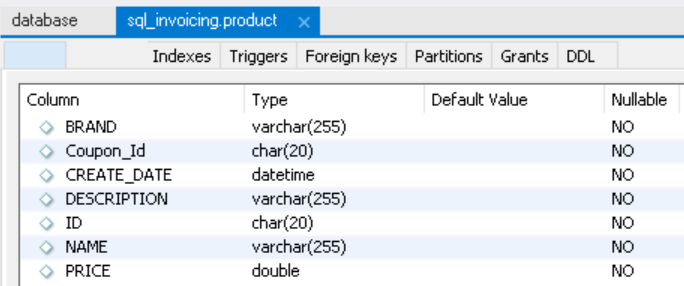 database sql_invoicing.product ×
Indexes Triggers Foreign keys Partitions Grants DDL
Column Type Default Value Nullable
BRAND varchar(255) NO
Coupon_Id char(20) NO
CREATE_DATE datetime NO
DESCRIPTION varchar(255) NO
ID char(20) NO
NAME varchar(255) NO
PRICE double NO